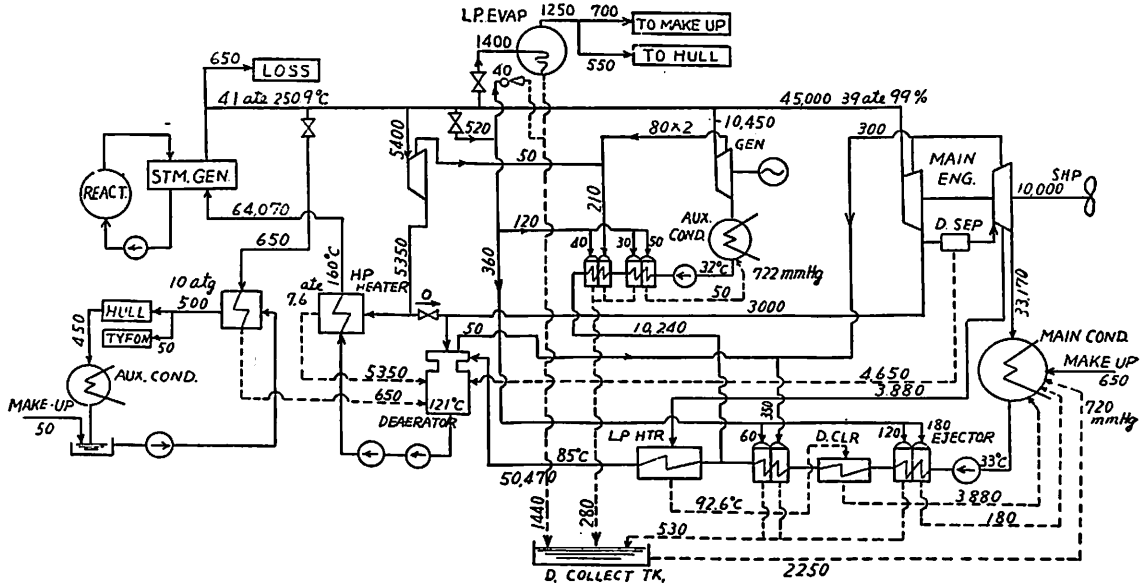 L.P. EVAP
1250
700
TO MAKE UP
1400
TO HULL
550
650
LOSS
40
41 ate 250.9°C
45,000 39 ate 99%
520
80×2
10,450
300
5400
50
GEN
MAIN
ENG.
SHP
10,000
REACT.
STM. GEN.
64,070
210
AUX.
COND.
D. SEP
120
40
30
50
650
160°C
5350
360
32°C
722 mmHg
33,170
10 atg
7.6 ate
HP
HEATER
0
50
3000
500
HULL
TYFON
50
450
10,240
MAIN COND.
50
AUX. COND.
5350
4,650
MAKE UP
650
650
121°C
3,880
720
mmHg
MAKE-UP
50
DEAERATOR
350
LP HTR
60
D. CLR
120
180
EJECTOR
85°C
33°C
50,470
92.6°C
3,880
1440
280
530
180
2250
D. COLLECT TK,